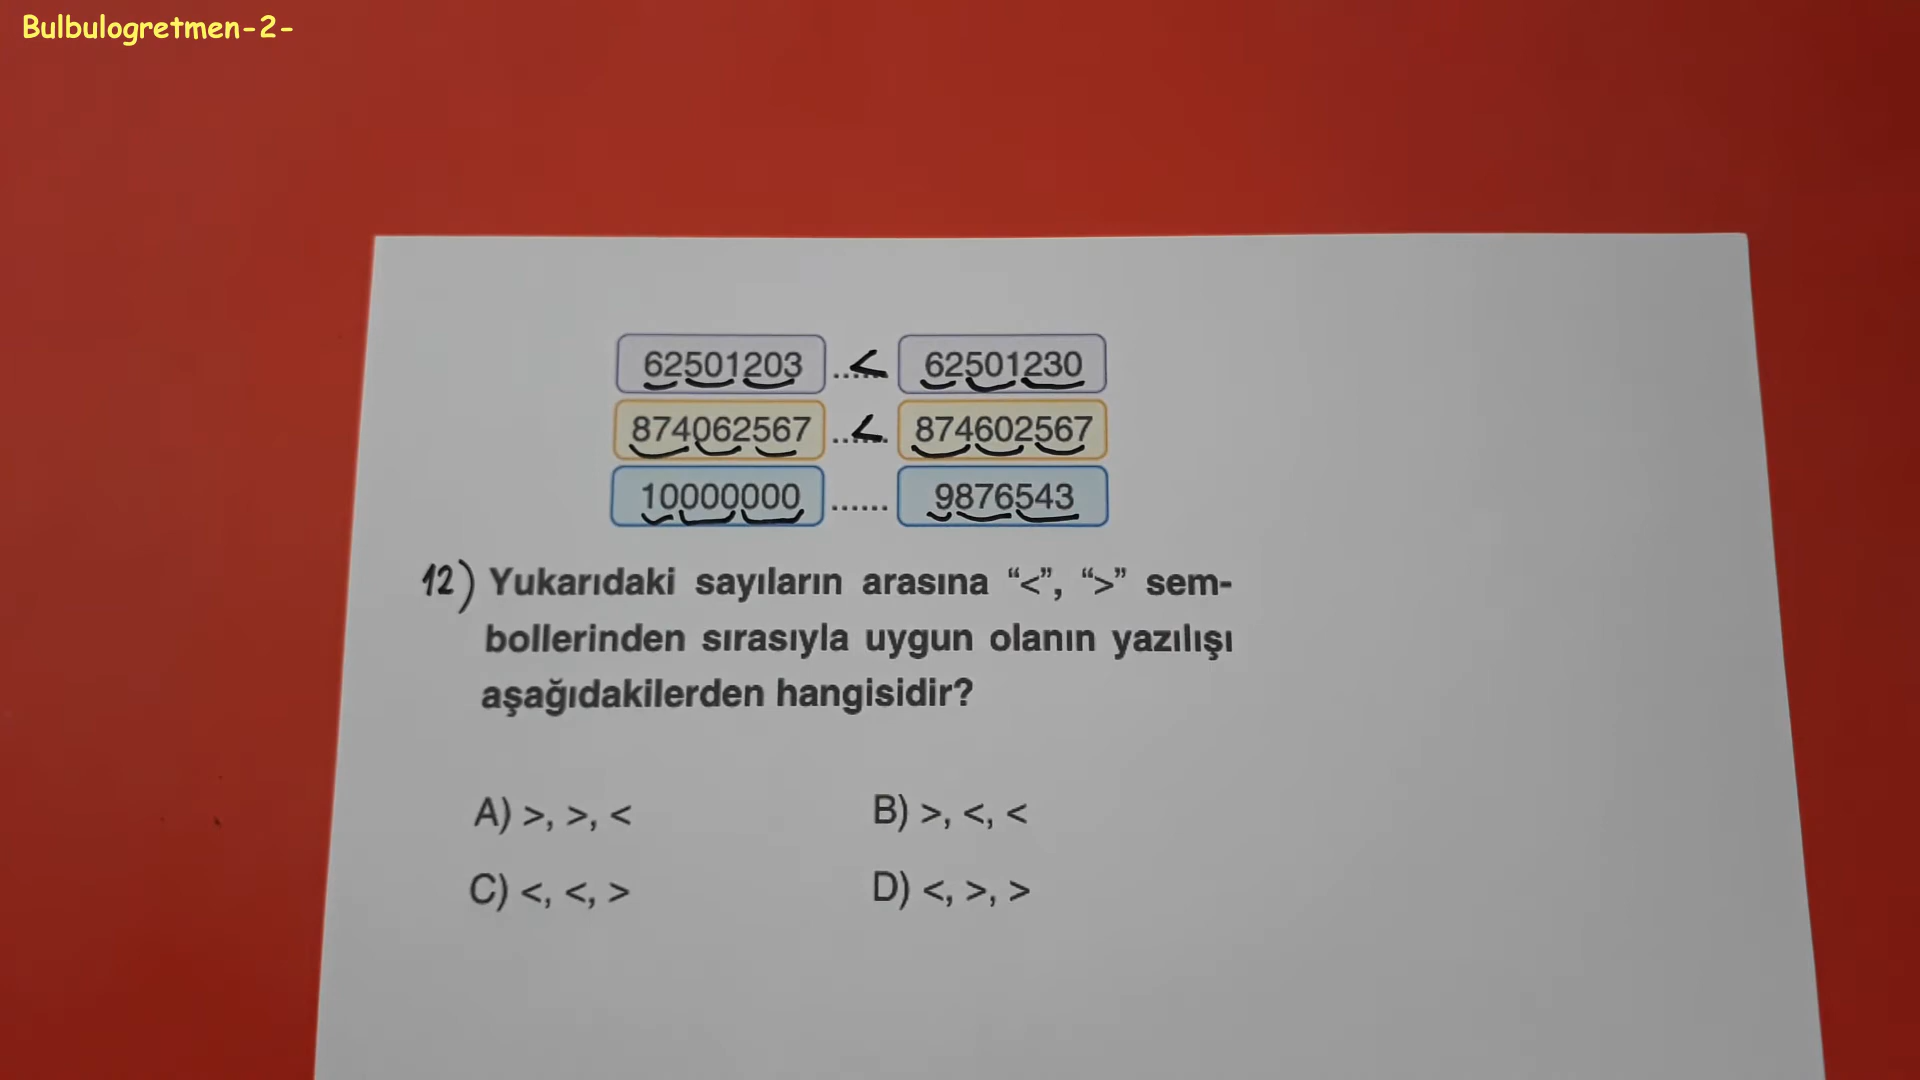 Bulbulogretmen-2-
62501203 ...< 62501230
874062567 ..<.. 874602567
10000000 ...... 9876543
12) Yukarıdaki sayıların arasına “<”, “>” sem-
bollerinden sırasıyla uygun olanın yazılışı
aşağıdakilerden hangisidir?
A) >, >, < B) >, <, <
C) <, <, > D) <, >, >